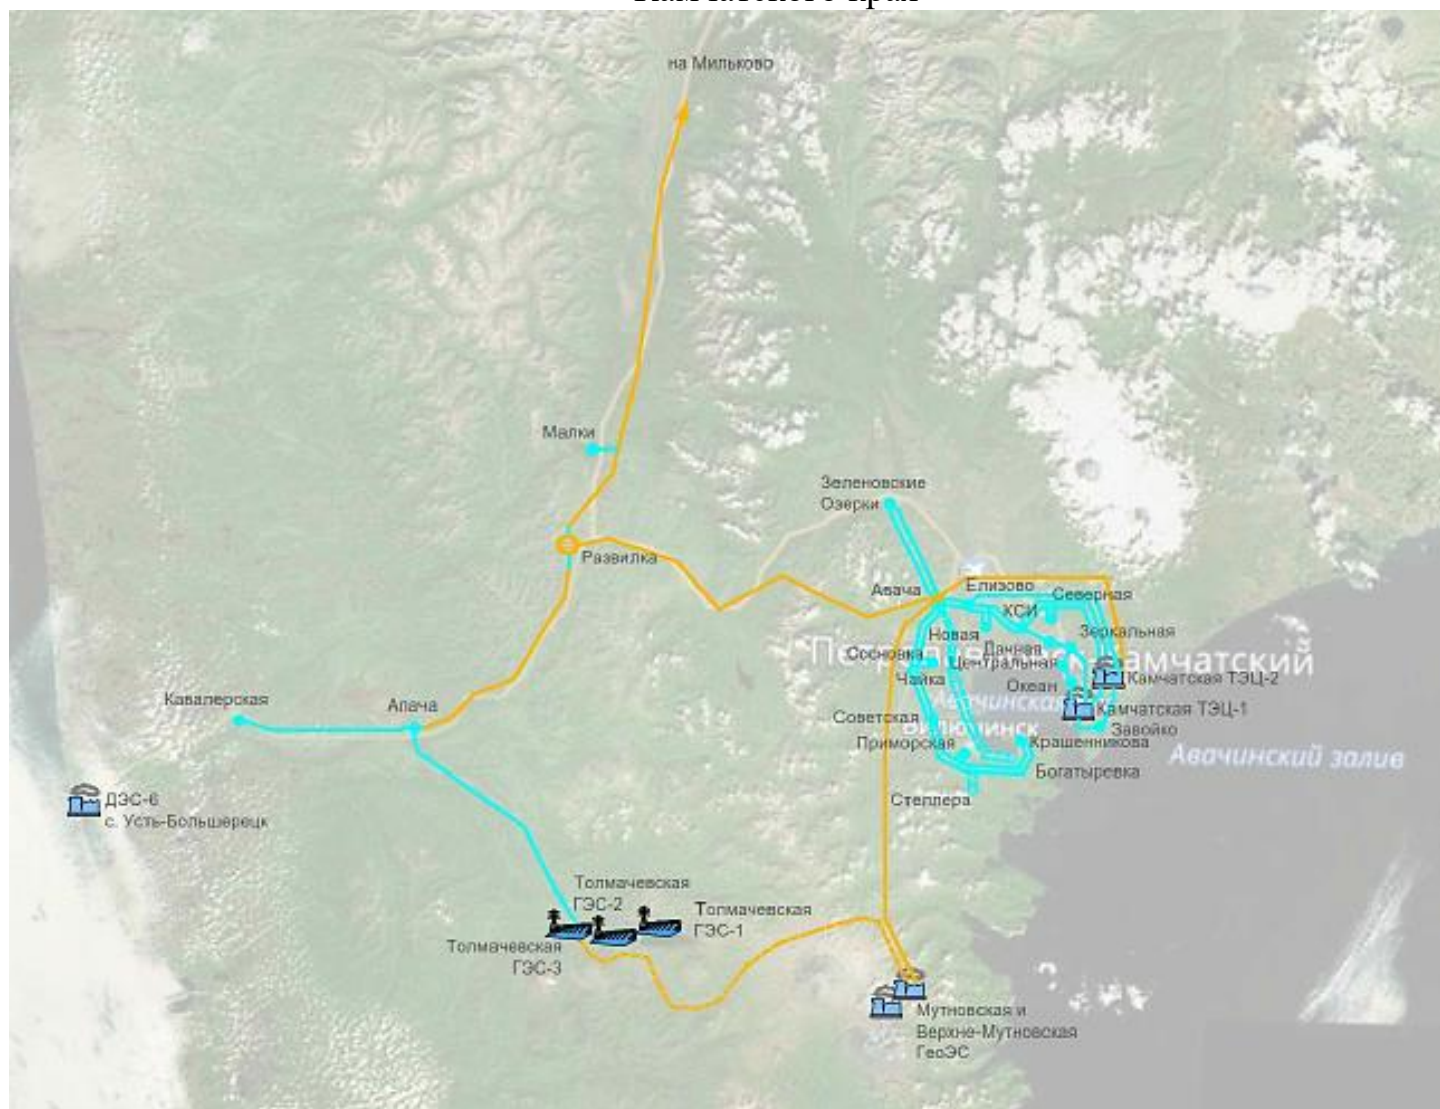 Камчатского края
на Мильково
Малки
Зеленовские
Озерки
Развилка
Авача
Елизово
Северная
КСИ
Новая
Зеркальная
Дачная
Сосновка
Центральная
Чайка
Океан
Камчатская ТЭЦ-2
Камчатская ТЭЦ-1
Завойко
Советская
Приморская
Крашенникова
Богатыревка
Стеллера
Авачинский залив
Кавалерская
Апача
ДЭС-6
с. Усть-Большерецк
Толмачевская
ГЭС-2
Толмачевская
ГЭС-1
Толмачевская
ГЭС-3
Мутновская и
Верхне-Мутновская
ГеоЭС